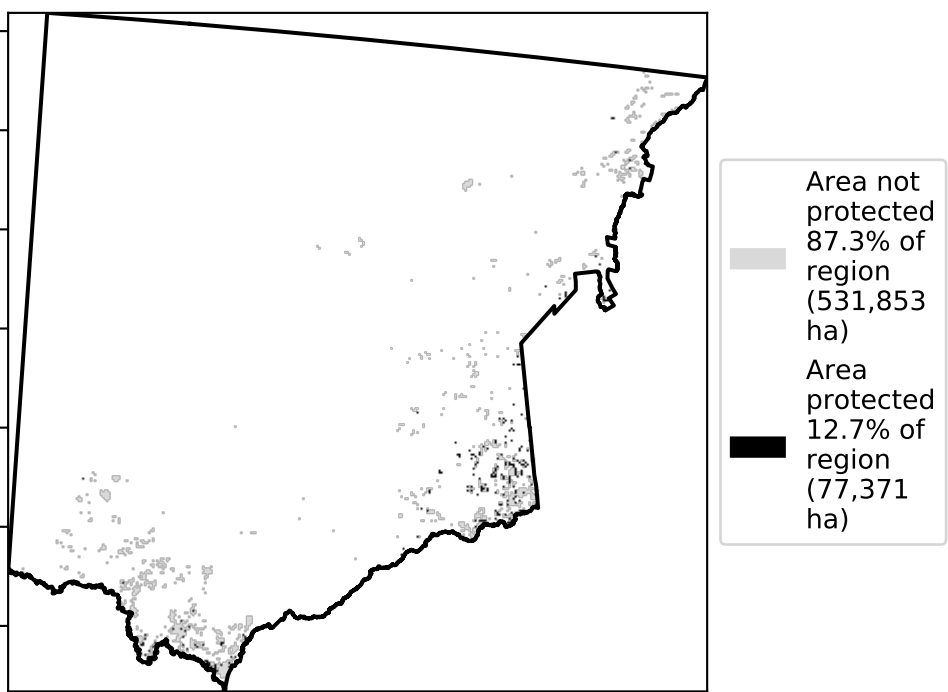 Area not
protected
87.3% of
region
(531,853
ha)
Area
protected
12.7% of
region
(77,371
ha)